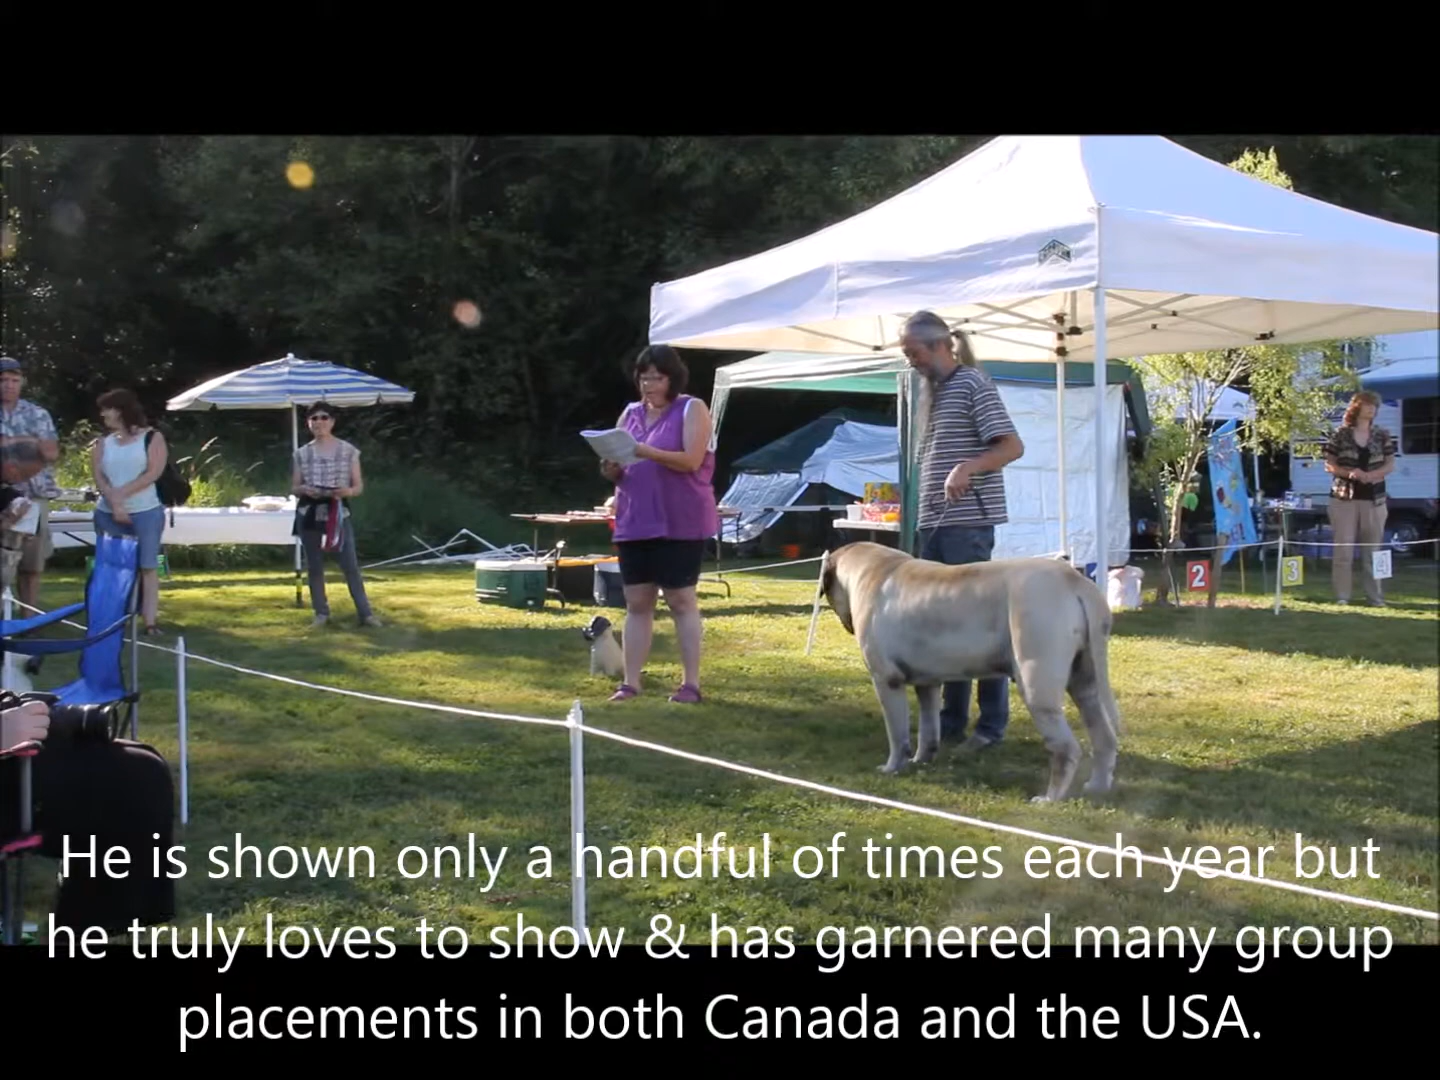 He is shown only a handful of times each year but
he truly loves to show & has garnered many group
placements in both Canada and the USA.
2
3
4